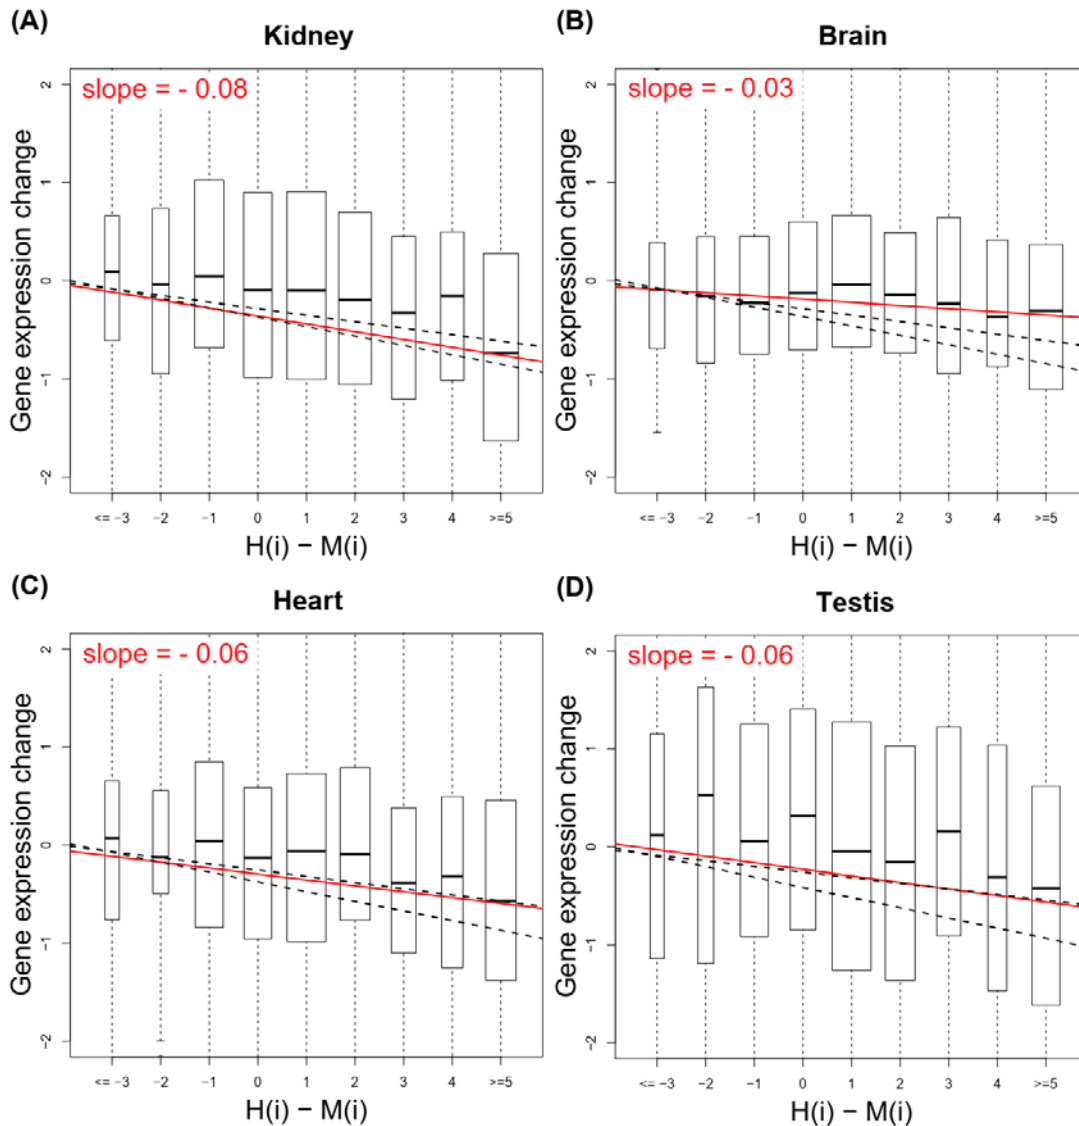 (A)
Kidney
slope = - 0.08
Gene expression change
2
1
0
−1
−2
<= −3 −2 −1 0 1 2 3 4 >=5
H(i) − M(i)
(B)
Brain
slope = - 0.03
Gene expression change
2
1
0
−1
−2
<= −3 −2 −1 0 1 2 3 4 >=5
H(i) − M(i)
(C)
Heart
slope = - 0.06
Gene expression change
2
1
0
−1
−2
<= −3 −2 −1 0 1 2 3 4 >=5
H(i) − M(i)
(D)
Testis
slope = - 0.06
Gene expression change
2
1
0
−1
−2
<= −3 −2 −1 0 1 2 3 4 >=5
H(i) − M(i)